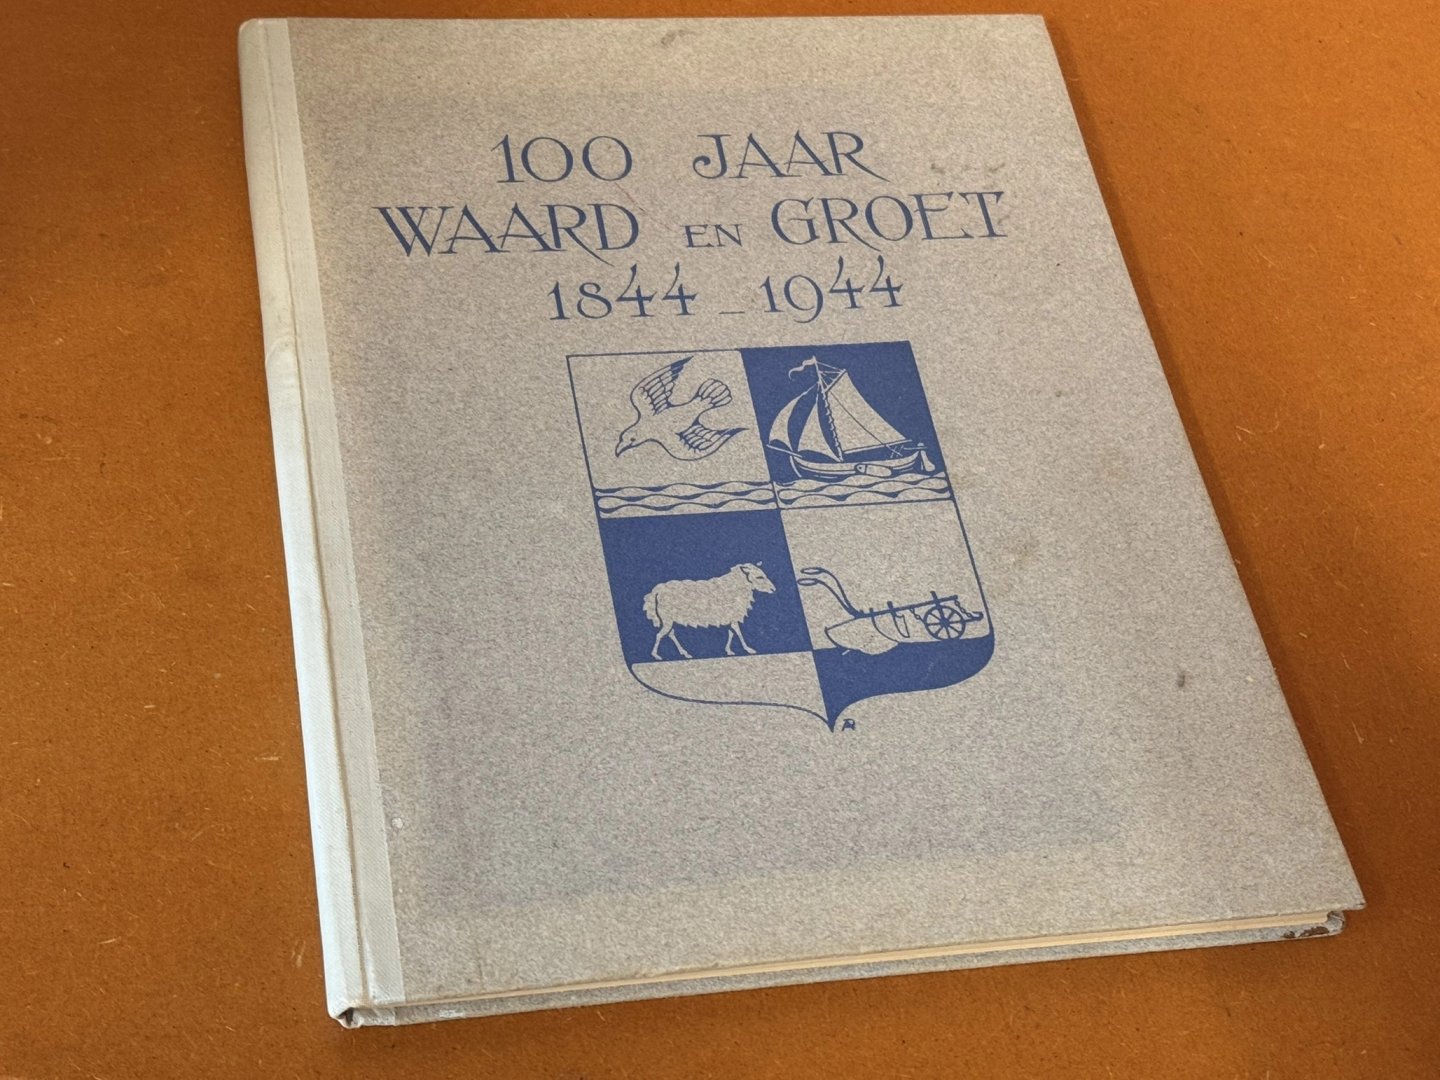 100 JAAR
WAARD EN GROET
1844 - 1944